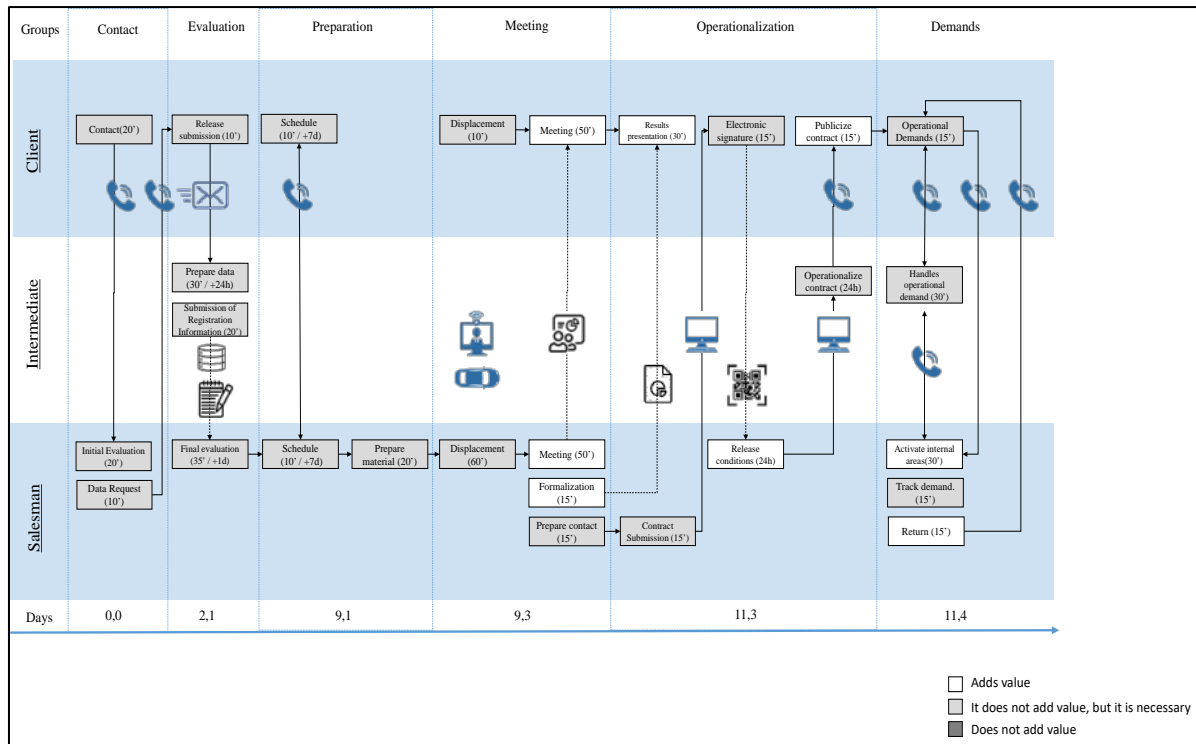 Groups
Contact
Evaluation
Preparation
Meeting
Operationalization
Demands
Client
Contact(20’)
Release
submission (10’)
Schedule
(10’ / +7d)
Displacement
(10’)
Meeting (50’)
Results
presentation (30’)
Electronic
signature (15’)
Publicize
contract (15’)
Operational
Demands (15’)
Intermediate
Prepare data
(30’ / +24h)
Submission of
Registration
Information (20’)
Operationalize
contract (24h)
Handles
operational
demand (30’)
Salesman
Initial Evaluation
(20’)
Data Request
(10’)
Final evaluation
(35’ / +1d)
Schedule
(10’ / +7d)
Prepare
material (20’)
Displacement
(60’)
Meeting (50’)
Formalization
(15’)
Prepare contact
(15’)
Contract
Submission (15’)
Release
conditions (24h)
Activate internal
areas(30’)
Track demand.
(15’)
Return (15’)
Days
0,0
2,1
9,1
9,3
11,3
11,4
Adds value
It does not add value, but it is necessary
Does not add value